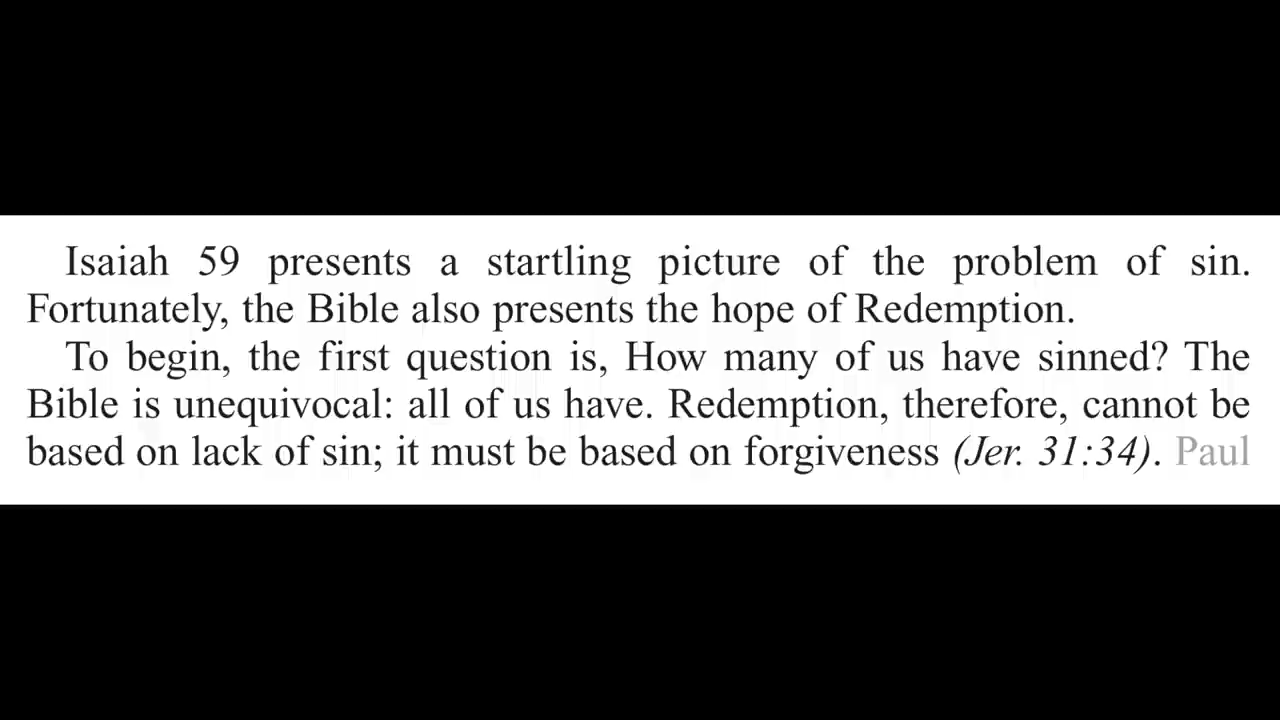 Isaiah 59 presents a startling picture of the problem of sin.
Fortunately, the Bible also presents the hope of Redemption.
To begin, the first question is, How many of us have sinned? The
Bible is unequivocal: all of us have. Redemption, therefore, cannot be
based on lack of sin; it must be based on forgiveness (Jer. 31:34). Paul